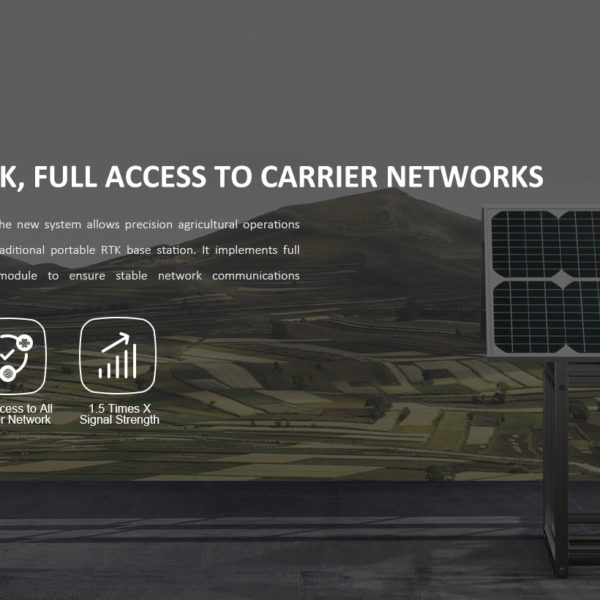 K, FULL ACCESS TO CARRIER NETWORKS
he new system allows precision agricultural operations
aditional portable RTK base station. It implements full
module to ensure stable network communications
cess to All
r Network
1.5 Times X
Signal Strength